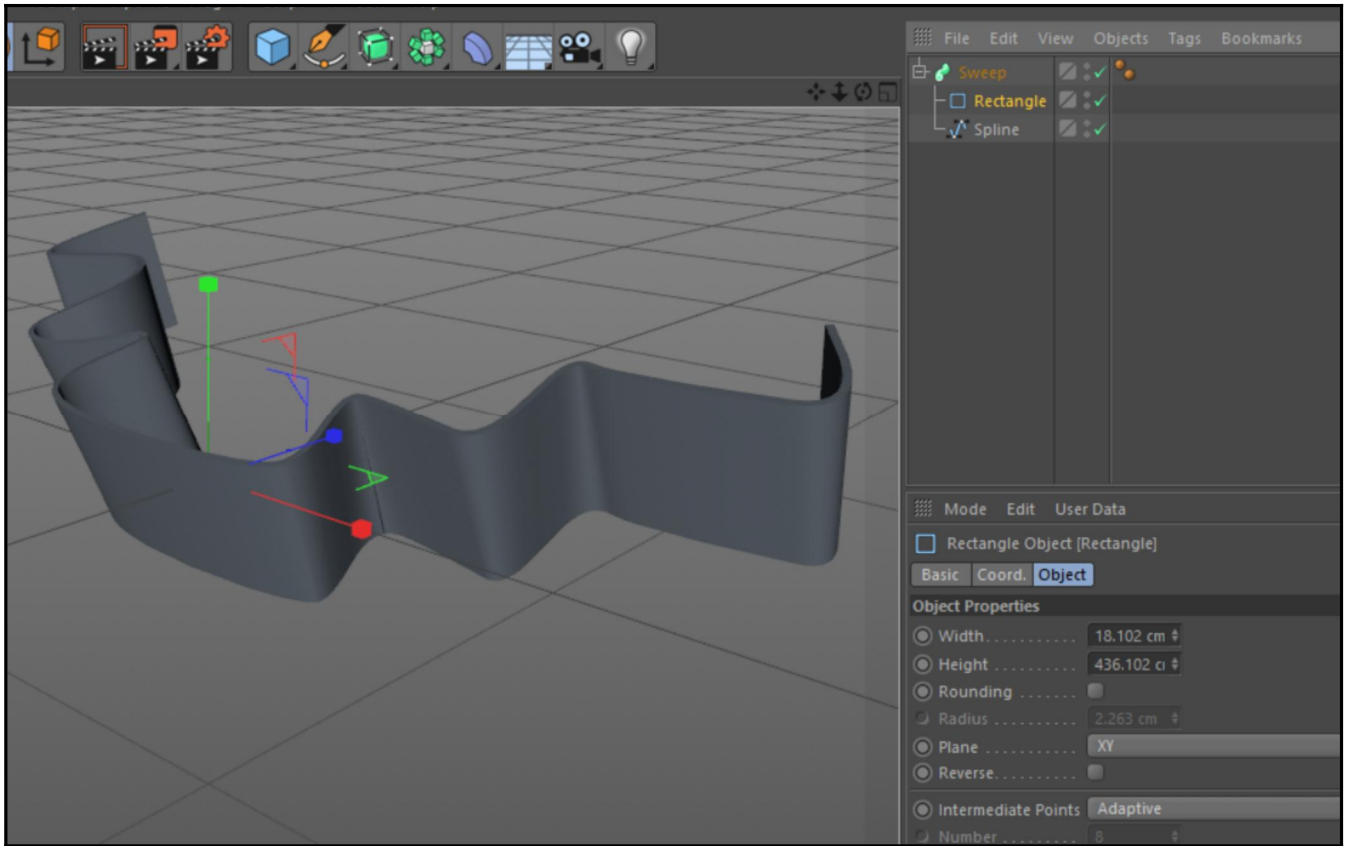 File Edit View Objects Tags Bookmarks
Sweep
Rectangle
Spline
Mode Edit User Data
Rectangle Object [Rectangle]
Basic Coord. Object
Object Properties
Width........... 18.102 cm
Height.......... 436.102 c
Rounding.......
Radius.......... 2.263 cm
Plane........... XY
Reverse..........
Intermediate Points Adaptive
Number......... 8